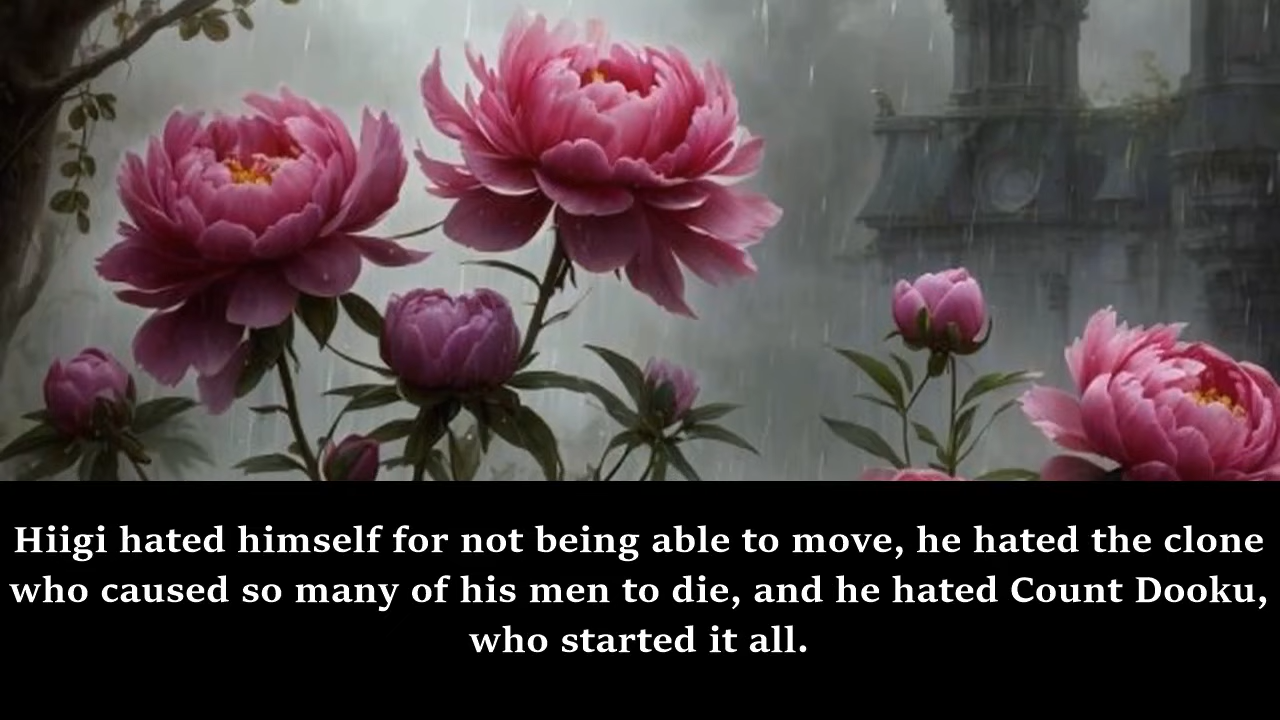 Hiigi hated himself for not being able to move, he hated the clone
who caused so many of his men to die, and he hated Count Dooku,
who started it all.